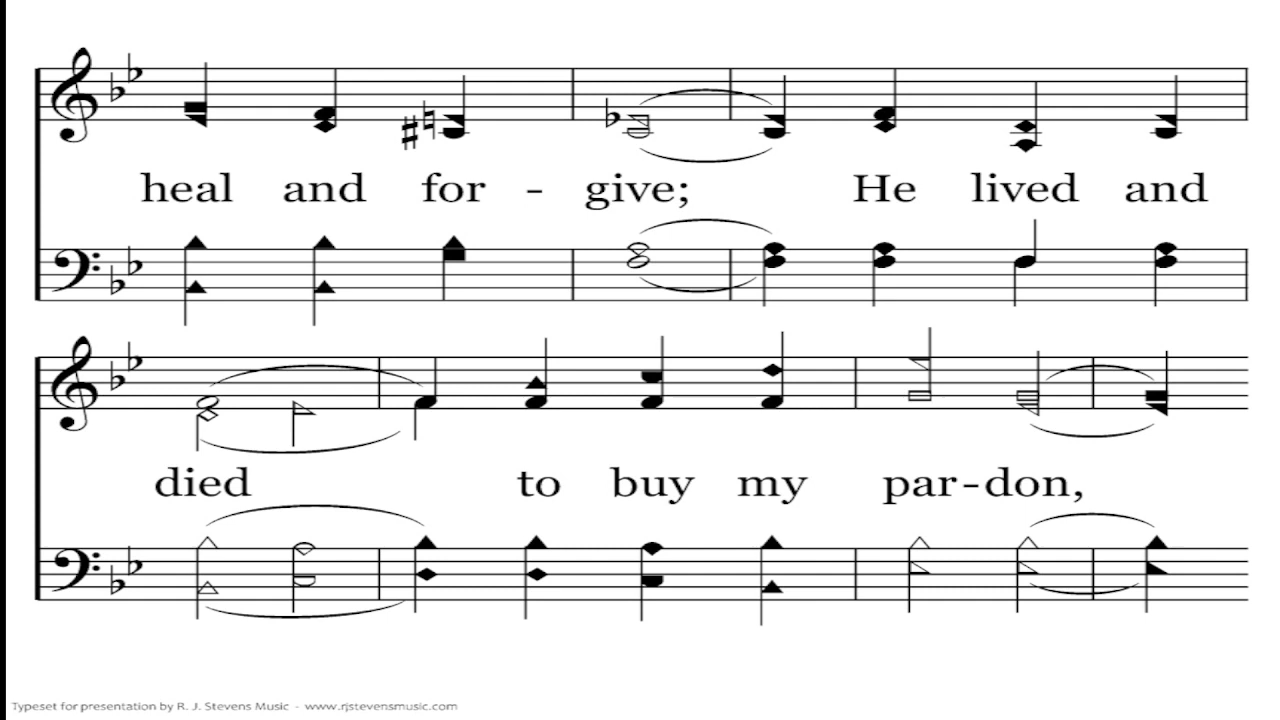 heal and for - give; He lived and
died to buy my par-don,
Typeset for presentation by R. J. Stevens Music - www.rjstevensmusic.com